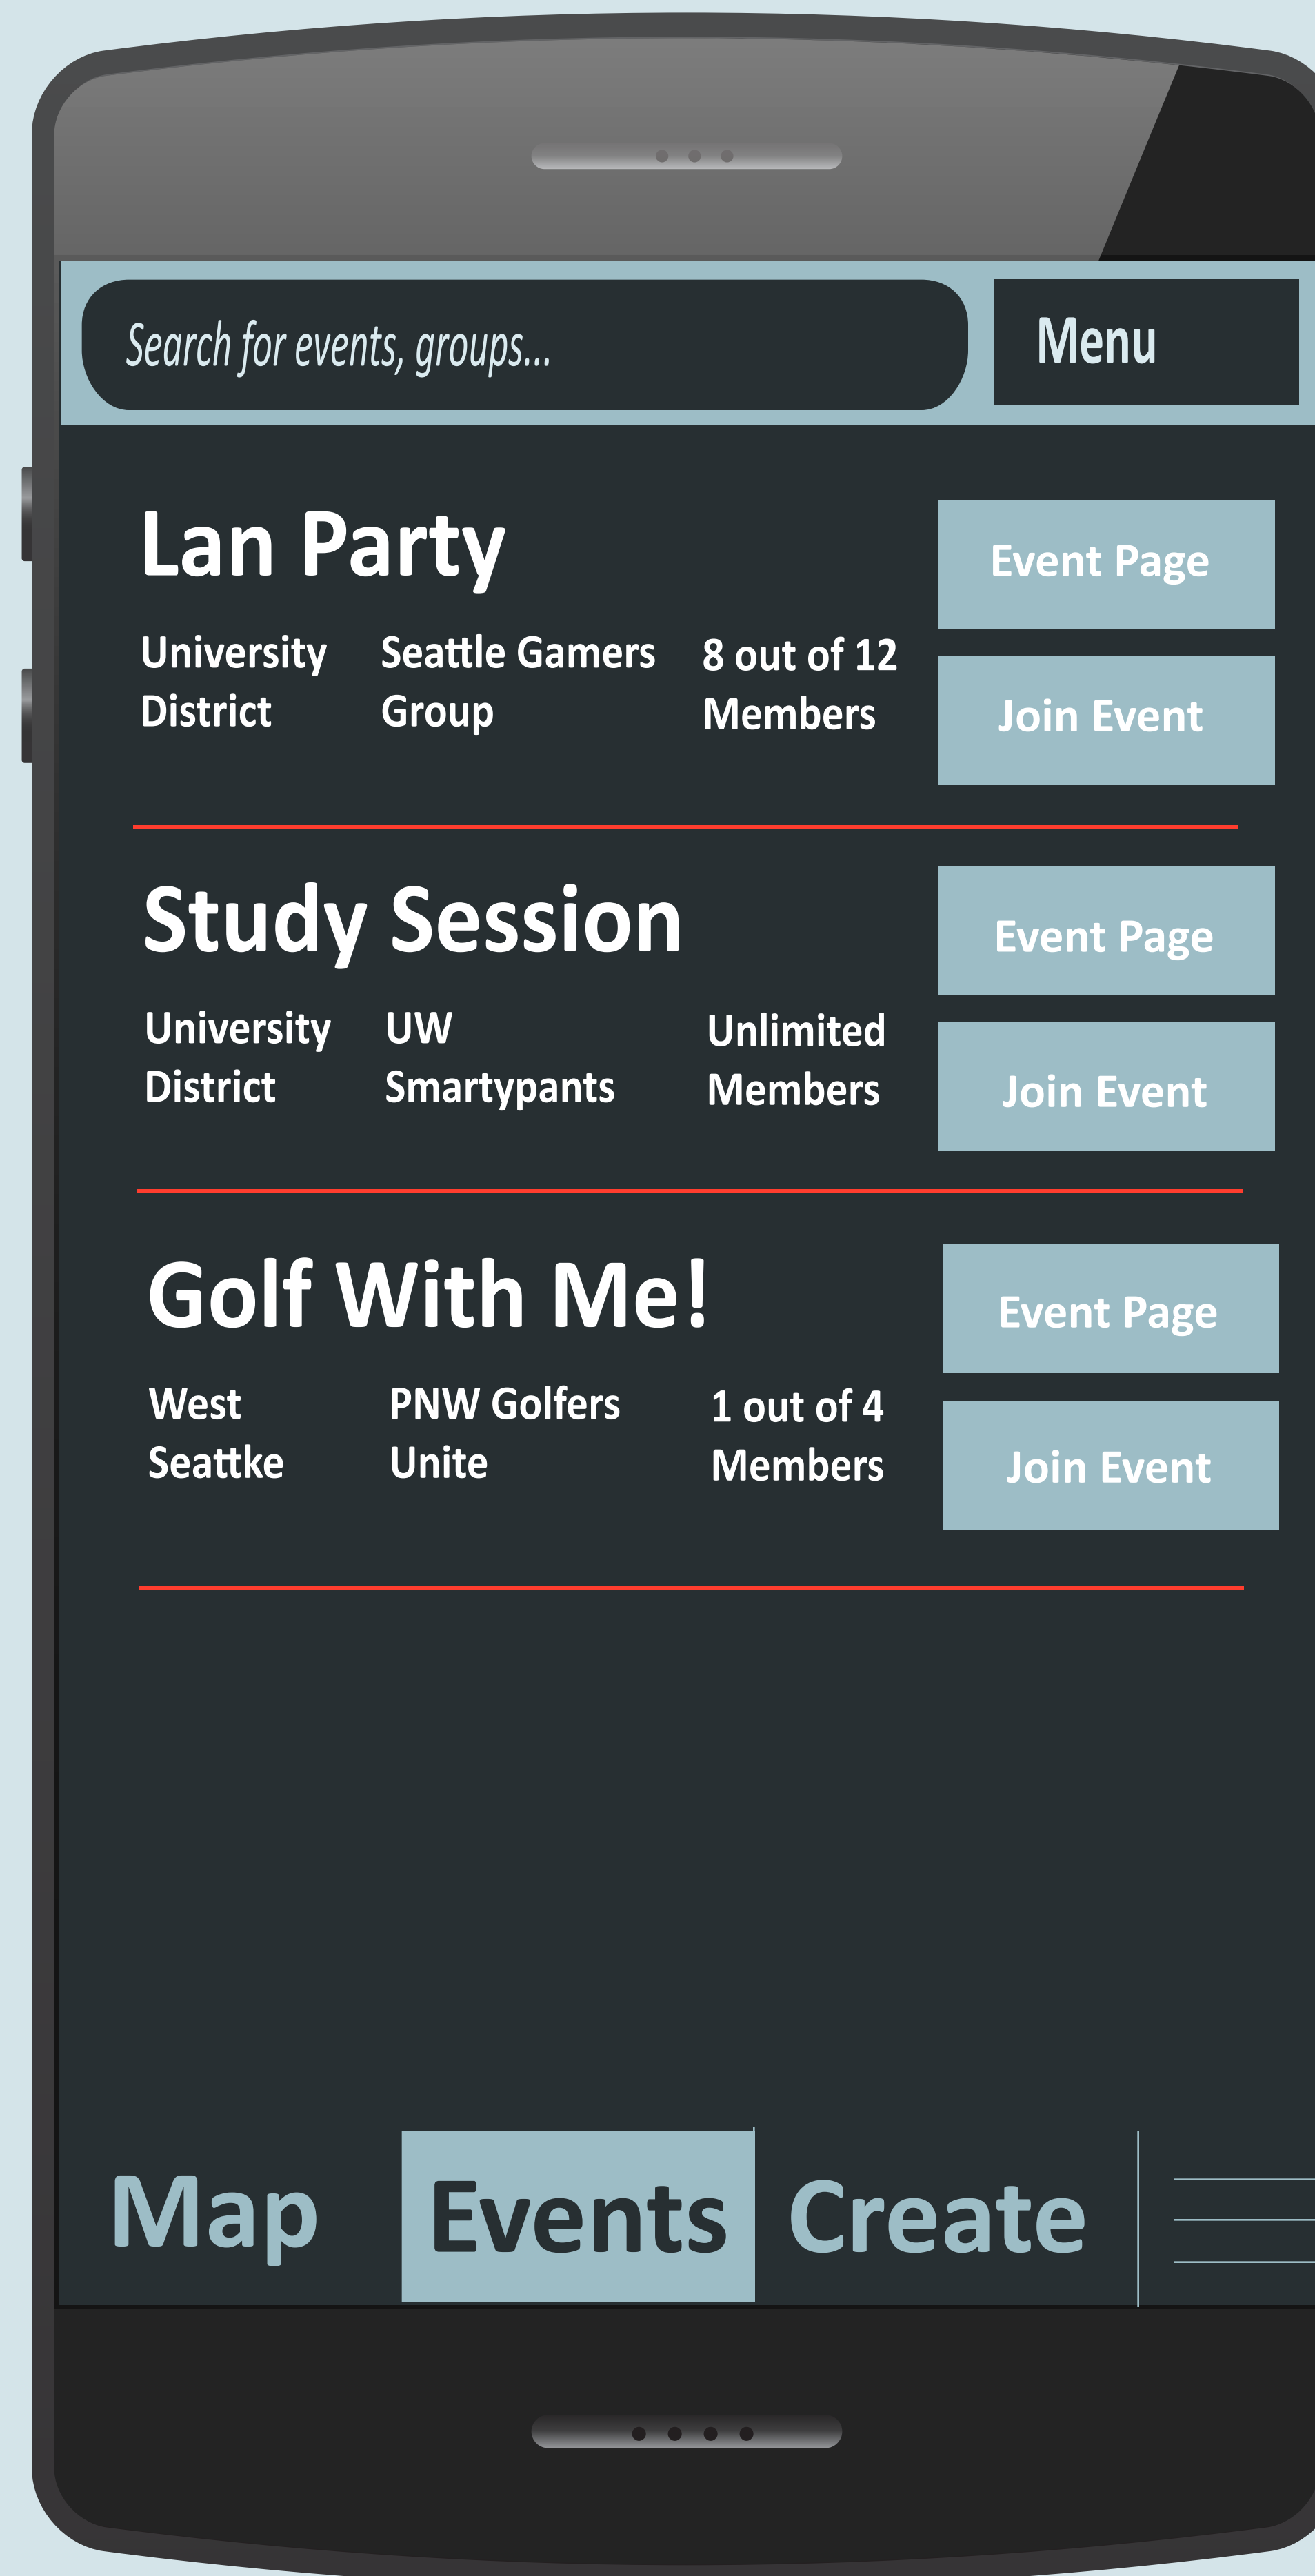 Search for events, groups...
Menu
Lan Party
Event Page
University
District
Seattle Gamers
Group
8 out of 12
Members
Join Event
Study Session
Event Page
University
District
UW
Smartypants
Unlimited
Members
Join Event
Golf With Me!
Event Page
West
Seattke
PNW Golfers
Unite
1 out of 4
Members
Join Event
Map
Events
Create